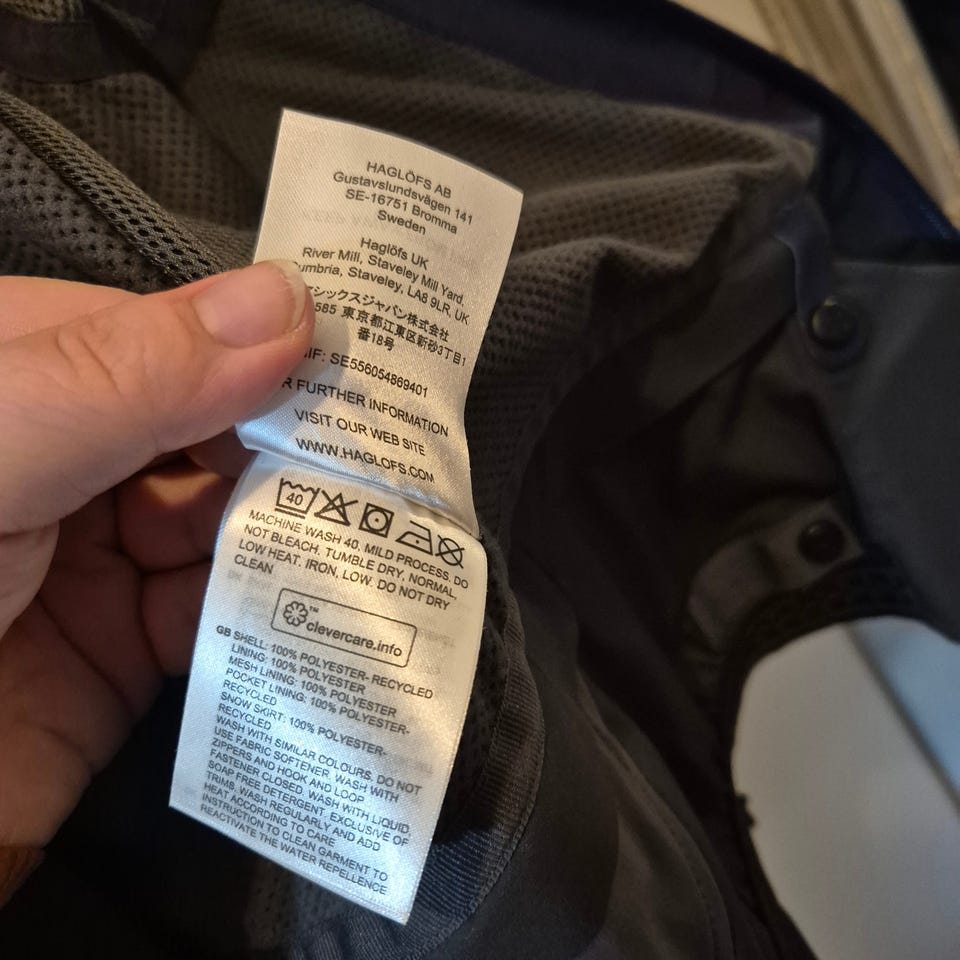 HAGLÖFS AB
Gustavslundsvägen 141
SE-16751 Bromma
Sweden
Haglöfs UK
River Mill, Staveley Mill Yard,
Cumbria, Staveley, LA8 9LR, UK
シックスジャパン株式会社
585 東京都江東区新砂3丁目1
番18号
IF: SE556054869401
R FURTHER INFORMATION
VISIT OUR WEB SITE
WWW.HAGLOFS.COM
40
MACHINE WASH 40, MILD PROCESS. DO
NOT BLEACH. TUMBLE DRY, NORMAL,
LOW HEAT. IRON, LOW. DO NOT DRY
CLEAN
™
clevercare.info
GB SHELL: 100% POLYESTER- RECYCLED
LINING: 100% POLYESTER
MESH LINING: 100% POLYESTER
POCKET LINING: 100% POLYESTER-
RECYCLED
SNOW SKIRT: 100% POLYESTER-
RECYCLED
WASH WITH SIMILAR COLOURS. DO NOT
USE FABRIC SOFTENER. WASH WITH
ZIPPERS AND HOOK AND LOOP
FASTENER CLOSED. WASH WITH LIQUID,
SOAP FREE DETERGENT. EXCLUSIVE OF
TRIMS. WASH REGULARLY AND ADD
HEAT ACCORDING TO CARE
INSTRUCTION TO CLEAN GARMENT TO
REACTIVATE THE WATER REPELLENCE